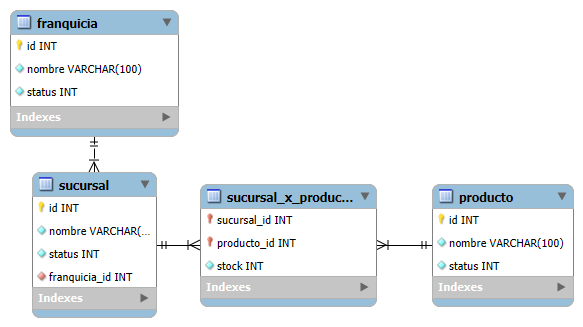 franquicia
id INT
nombre VARCHAR(100)
status INT
Indexes
sucursal
id INT
nombre VARCHAR(...
status INT
franquicia_id INT
Indexes
sucursal_x_produc...
sucursal_id INT
producto_id INT
stock INT
Indexes
producto
id INT
nombre VARCHAR(100)
status INT
Indexes